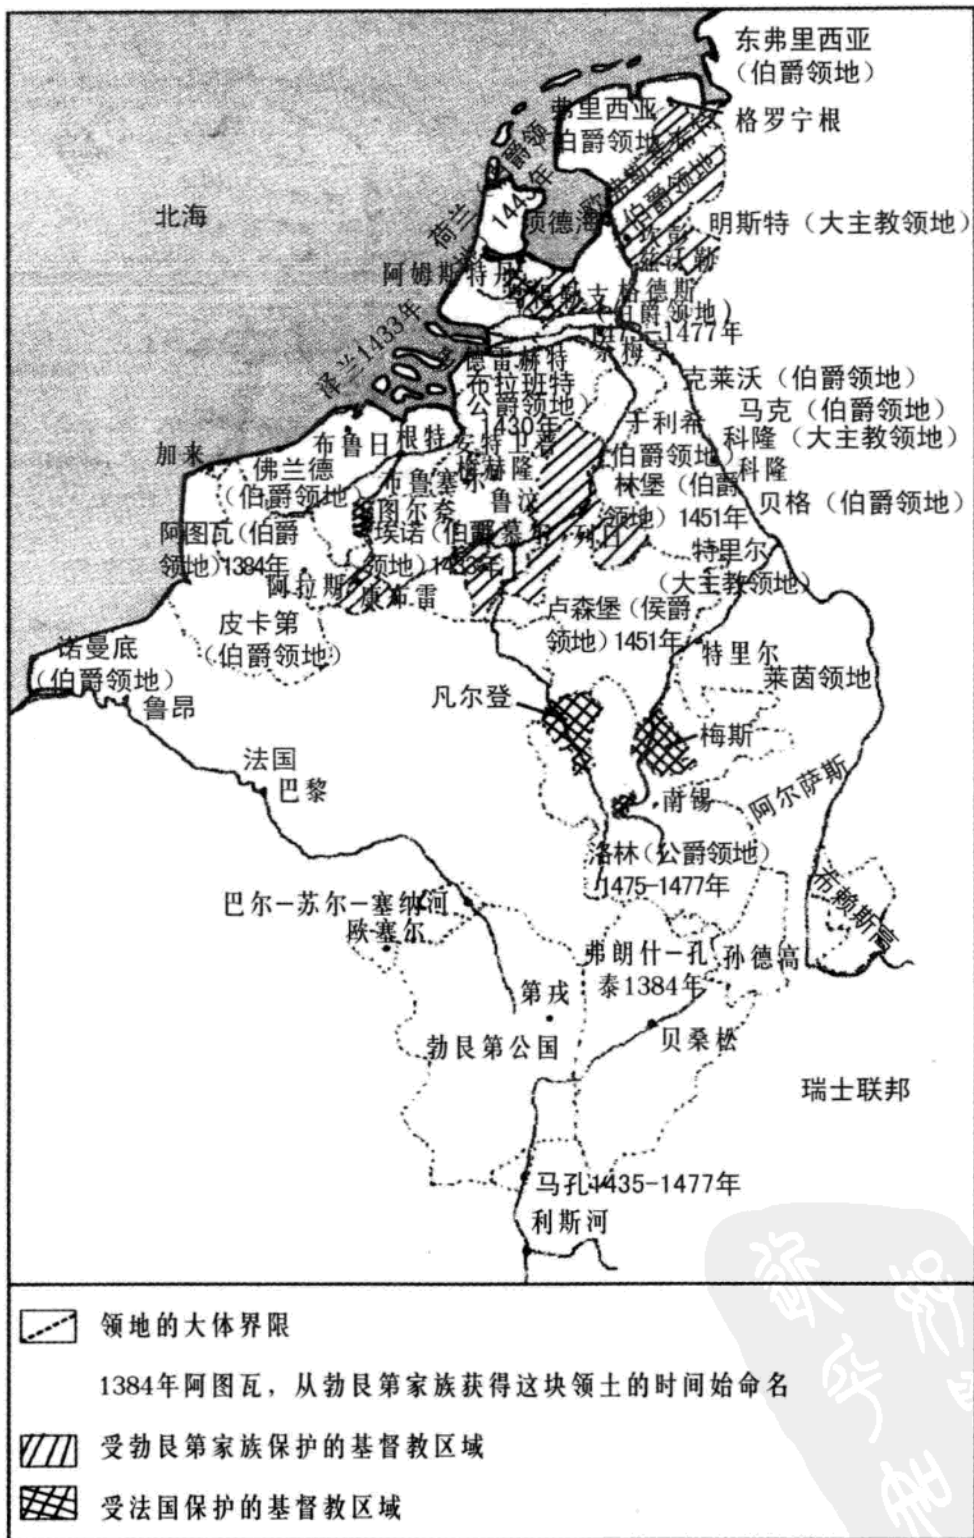 东弗里西亚
(伯爵领地)
弗里西亚
伯爵领地
格罗宁根
北海
明斯特(大主教领地)
阿姆斯特丹
格德斯
(伯爵领地)
泽兰1433年
布拉班特
公爵领地)
1430年
克莱沃(伯爵领地)
马克(伯爵领地)
于利希
(伯爵领地)
科隆(大主教领地)
科隆
加来
布鲁日
根特
安特卫普
佛兰德
(伯爵领地)
布鲁塞尔
梅赫隆
鲁汶
林堡(伯爵
领地)1451年
贝格(伯爵领地)
图尔奈
阿图瓦(伯爵
领地)1384年
埃诺(伯爵
领地)1433年
列日
特里尔
(大主教领地)
阿拉斯
康布雷
皮卡第
(伯爵领地)
卢森堡(侯爵
领地)1451年
诺曼底
(伯爵领地)
鲁昂
特里尔
莱茵领地
凡尔登
梅斯
法国
巴黎
南锡
阿尔萨斯
洛林(公爵领地)
1475-1477年
巴尔-苏尔-塞纳河
欧塞尔
布赖斯高
弗朗什-孔
泰1384年
孙德高
第戎
勃艮第公国
贝桑松
瑞士联邦
马孔1435-1477年
利斯河
领地的大体界限
1384年阿图瓦，从勃艮第家族获得这块领土的时间始命名
受勃艮第家族保护的基督教区域
受法国保护的基督教区域